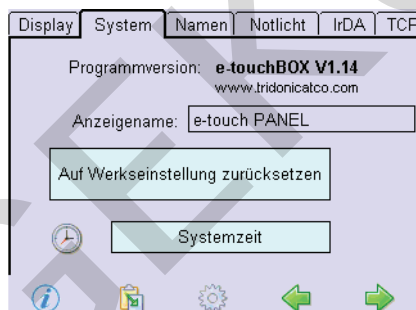 Display System Namen Notlicht IrDA TCP
Programmversion: e-touchBOX V1.14
www.tridonicatco.com
Anzeigename: e-touch PANEL
Auf Werkseinstellung zurücksetzen
Systemzeit